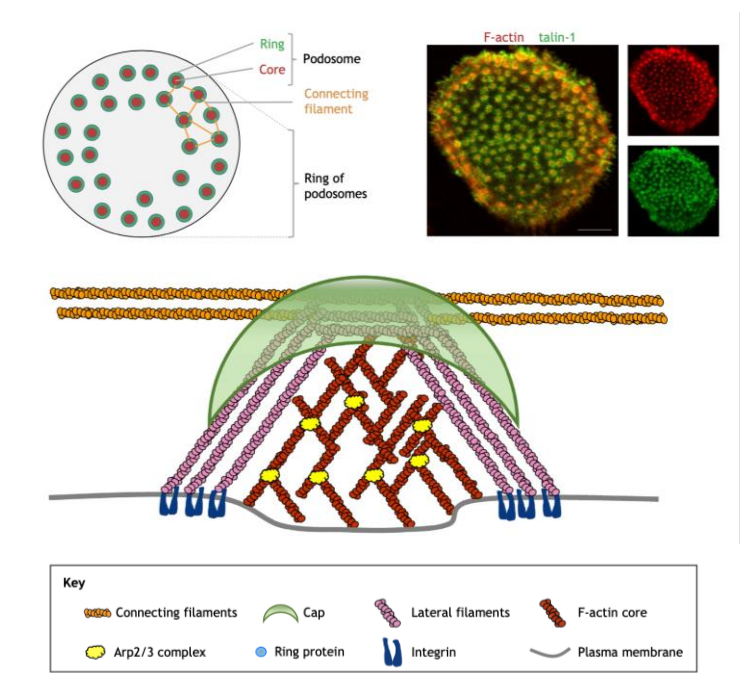 Ring
Core
Podosome
Connecting
filament
Ring of
podosomes
F-actin talin-1
Key
Connecting filaments
Cap
Lateral filaments
F-actin core
Arp2/3 complex
Ring protein
Integrin
Plasma membrane